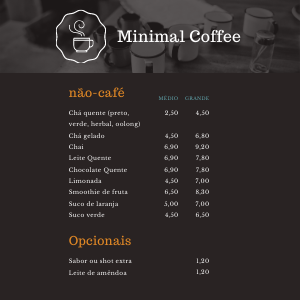 Minimal Coffee
não-café
MÉDIO GRANDE
Chá quente (preto, 2,50 4,50
verde, herbal, oolong)
Chá gelado 4,50 6,80
Chai 6,90 9,20
Leite Quente 6,90 7,80
Chocolate Quente 6,90 7,80
Limonada 4,50 7,00
Smoothie de fruta 6,50 8,30
Suco de laranja 5,00 7,00
Suco verde 4,50 6,50
Opcionais
Sabor ou shot extra 1,20
Leite de amêndoa 1,20